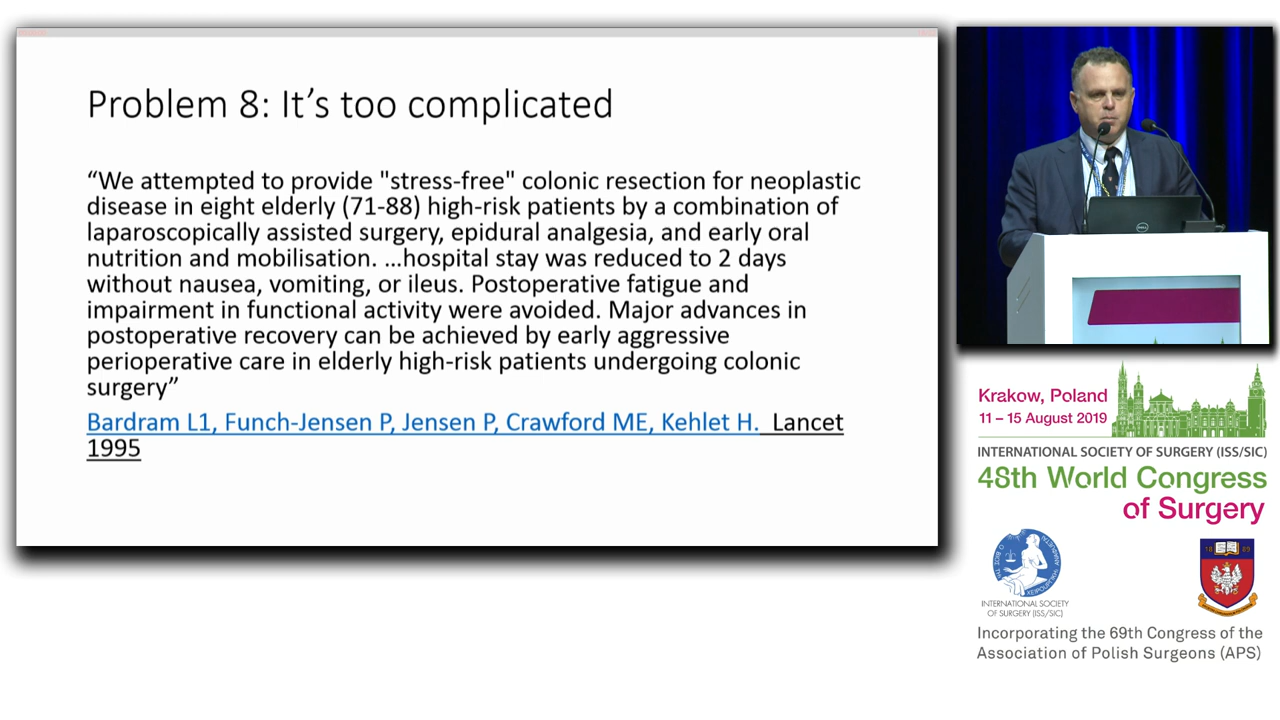 Problem 8: It's too complicated
“We attempted to provide "stress-free" colonic resection for neoplastic
disease in eight elderly (71-88) high-risk patients by a combination of
laparoscopically assisted surgery, epidural analgesia, and early oral
nutrition and mobilisation. ...hospital stay was reduced to 2 days
without nausea, vomiting, or ileus. Postoperative fatigue and
impairment in functional activity were avoided. Major advances in
postoperative recovery can be achieved by early aggressive
perioperative care in elderly high-risk patients undergoing colonic
surgery”
Bardram L1, Funch-Jensen P, Jensen P, Crawford ME, Kehlet H. Lancet
1995
DELL
Krakow, Poland
11 – 15 August 2019
INTERNATIONAL SOCIETY OF SURGERY (ISS/SIC)
48th World Congress
of Surgery
INTERNATIONAL SOCIETY
OF SURGERY (ISS/SIC)
18 89
Incorporating the 69th Congress of the
Association of Polish Surgeons (APS)